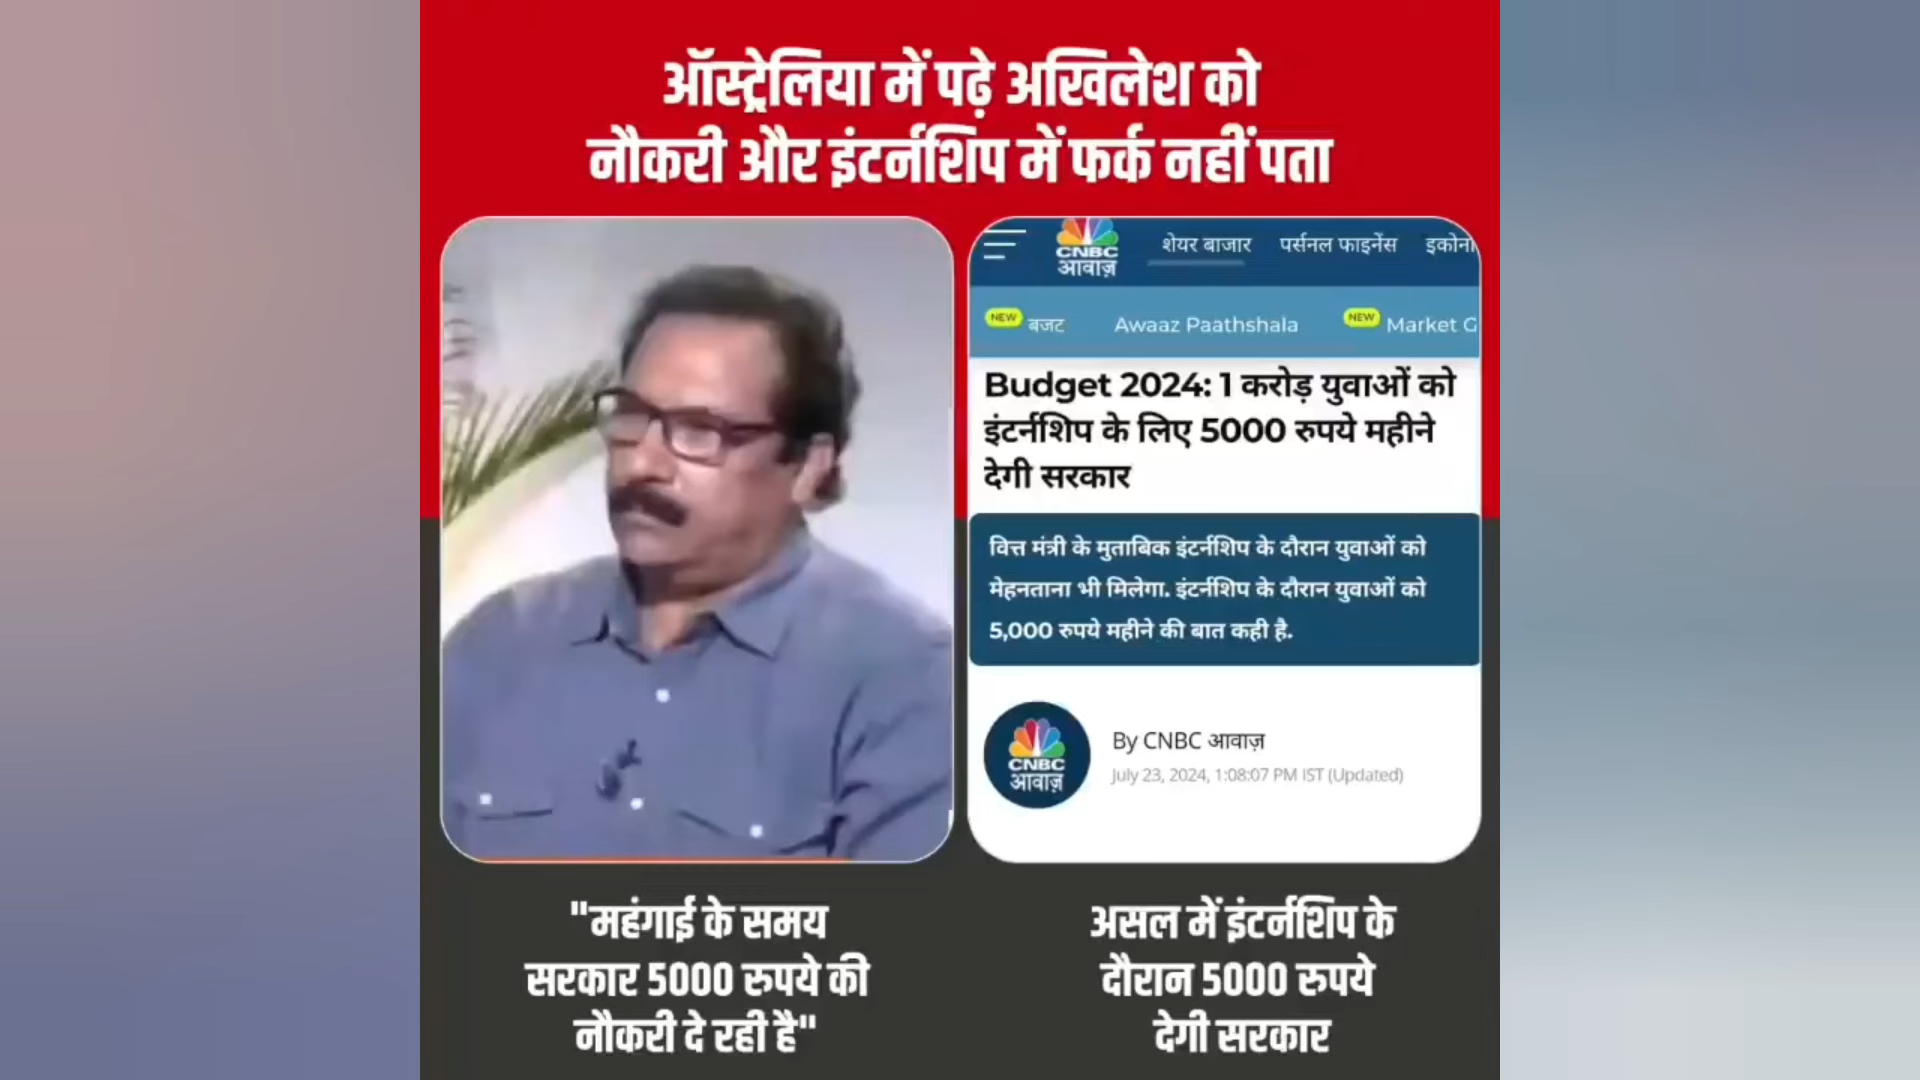 ऑस्ट्रेलिया में पढ़े अखिलेश को
नौकरी और इंटर्नशिप में फर्क नहीं पता
CNBC
आवाज़
शेयर बाजार पर्सनल फाइनेंस इकोना
NEW बजट Awaaz Paathshala NEW Market G
Budget 2024: 1 करोड़ युवाओं को
इंटर्नशिप के लिए 5000 रुपये महीने
देगी सरकार
वित्त मंत्री के मुताबिक इंटर्नशिप के दौरान युवाओं को
मेहनताना भी मिलेगा. इंटर्नशिप के दौरान युवाओं को
5,000 रुपये महीने की बात कही है.
CNBC
आवाज़
By CNBC आवाज़
July 23, 2024, 1:08:07 PM IST (Updated)
"महंगाई के समय
सरकार 5000 रुपये की
नौकरी दे रही है"
असल में इंटर्नशिप के
दौरान 5000 रुपये
देगी सरकार